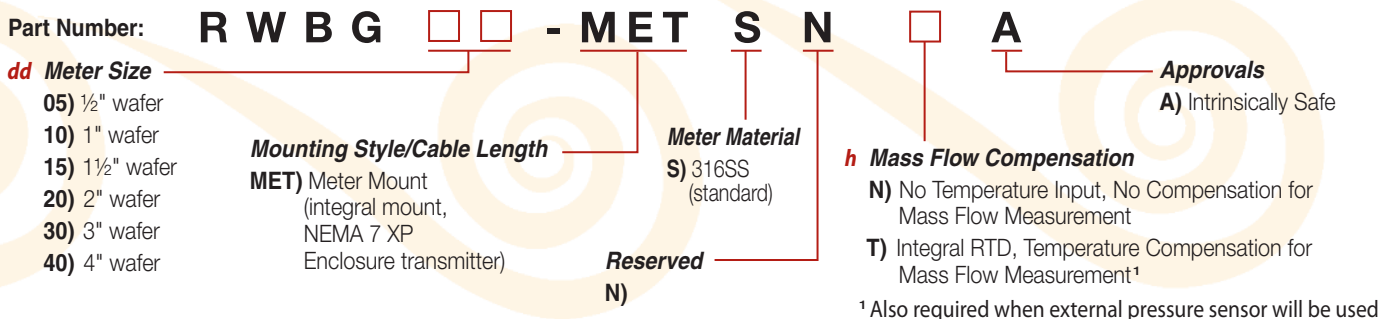 Part Number: R W B G □ □ - MET S N □ A
dd Meter Size
05) ½" wafer
10) 1" wafer
15) 1½" wafer
20) 2" wafer
30) 3" wafer
40) 4" wafer
Mounting Style/Cable Length
MET) Meter Mount
(integral mount,
NEMA 7 XP
Enclosure transmitter)
Meter Material
S) 316SS
(standard)
Reserved
N)
h Mass Flow Compensation
N) No Temperature Input, No Compensation for
Mass Flow Measurement
T) Integral RTD, Temperature Compensation for
Mass Flow Measurement¹
¹ Also required when external pressure sensor will be used
Approvals
A) Intrinsically Safe